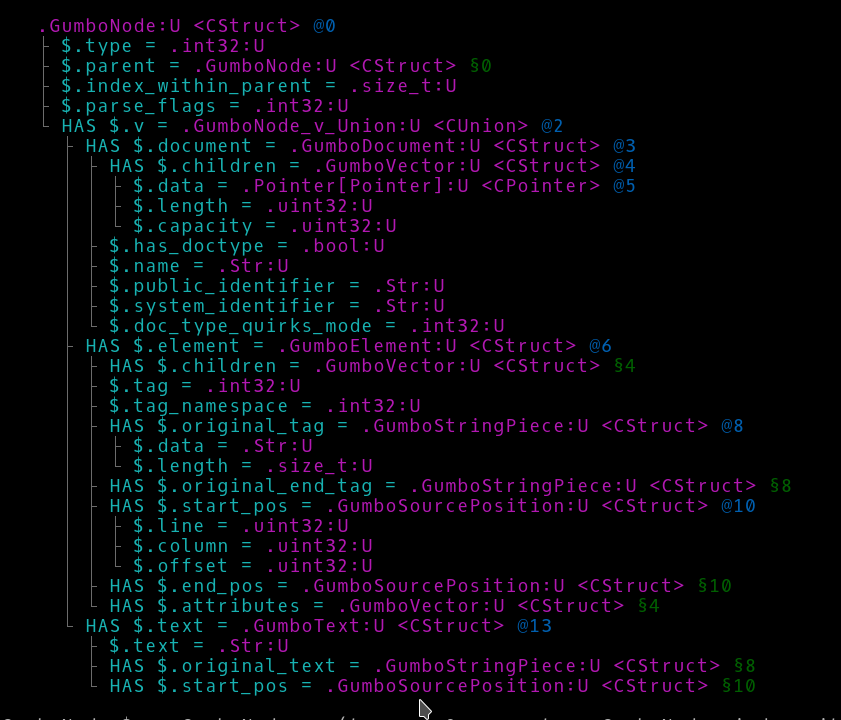 .GumboNode:U <CStruct> @0
├ $.type = .int32:U
├ $.parent = .GumboNode:U <CStruct> §0
├ $.index_within_parent = .size_t:U
├ $.parse_flags = .int32:U
└ HAS $.v = .GumboNode_v_Union:U <CUnion> @2
├ HAS $.document = .GumboDocument:U <CStruct> @3
│ ├ HAS $.children = .GumboVector:U <CStruct> @4
│ │ ├ $.data = .Pointer[Pointer]:U <CPointer> @5
│ │ ├ $.length = .uint32:U
│ │ └ $.capacity = .uint32:U
│ ├ $.has_doctype = .bool:U
│ ├ $.name = .Str:U
│ ├ $.public_identifier = .Str:U
│ ├ $.system_identifier = .Str:U
│ └ $.doc_type_quirks_mode = .int32:U
├ HAS $.element = .GumboElement:U <CStruct> @6
│ ├ HAS $.children = .GumboVector:U <CStruct> §4
│ ├ $.tag = .int32:U
│ ├ $.tag_namespace = .int32:U
│ ├ HAS $.original_tag = .GumboStringPiece:U <CStruct> @8
│ │ ├ $.data = .Str:U
│ │ └ $.length = .size_t:U
│ ├ HAS $.original_end_tag = .GumboStringPiece:U <CStruct> §8
│ ├ HAS $.start_pos = .GumboSourcePosition:U <CStruct> @10
│ │ ├ $.line = .uint32:U
│ │ ├ $.column = .uint32:U
│ │ └ $.offset = .uint32:U
│ ├ HAS $.end_pos = .GumboSourcePosition:U <CStruct> §10
│ └ HAS $.attributes = .GumboVector:U <CStruct> §4
└ HAS $.text = .GumboText:U <CStruct> @13
├ $.text = .Str:U
├ HAS $.original_text = .GumboStringPiece:U <CStruct> §8
└ HAS $.start_pos = .GumboSourcePosition:U <CStruct> §10